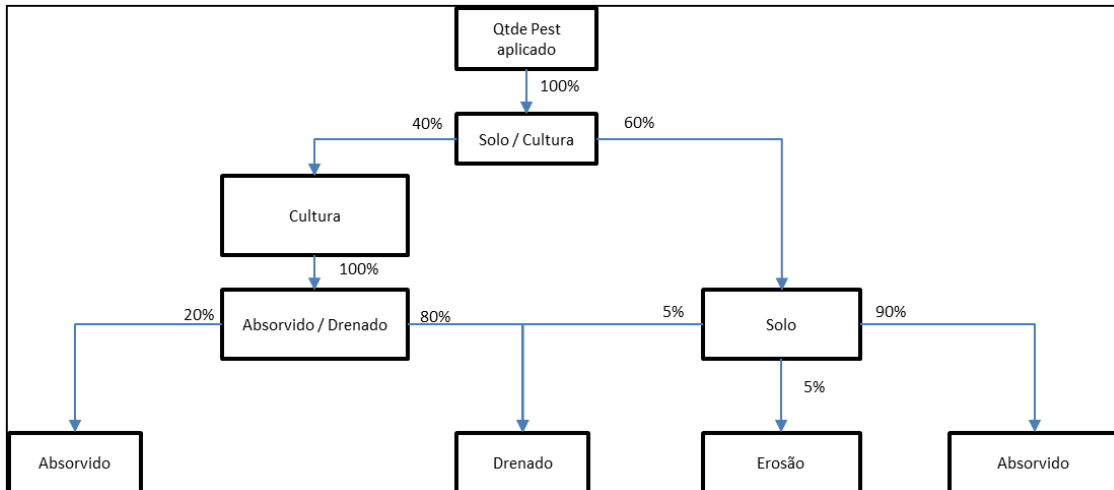 Qtde Pest
aplicado
100%
40%
Solo / Cultura
60%
Cultura
100%
20%
Absorvido / Drenado
80%
5%
Solo
90%
5%
Absorvido
Drenado
Erosão
Absorvido